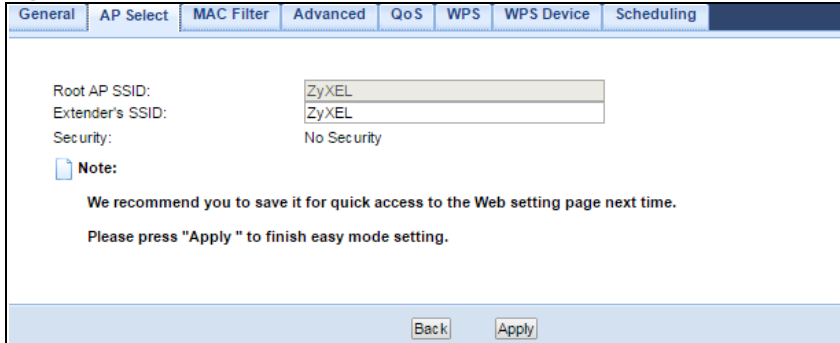 General AP Select MAC Filter Advanced QoS WPS WPS Device Scheduling
Root AP SSID: ZyXEL
Extender's SSID: ZyXEL
Security: No Security
Note:
We recommend you to save it for quick access to the Web setting page next time.
Please press "Apply " to finish easy mode setting.
Back Apply